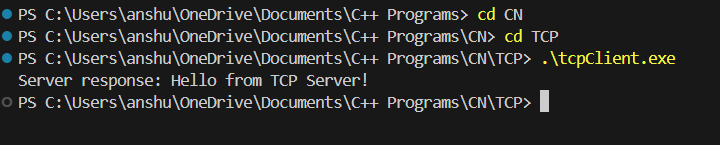 PS C:\Users\anshu\OneDrive\Documents\C++ Programs> cd CN
PS C:\Users\anshu\OneDrive\Documents\C++ Programs\CN> cd TCP
PS C:\Users\anshu\OneDrive\Documents\C++ Programs\CN\TCP> .\tcpClient.exe
Server response: Hello from TCP Server!
PS C:\Users\anshu\OneDrive\Documents\C++ Programs\CN\TCP>